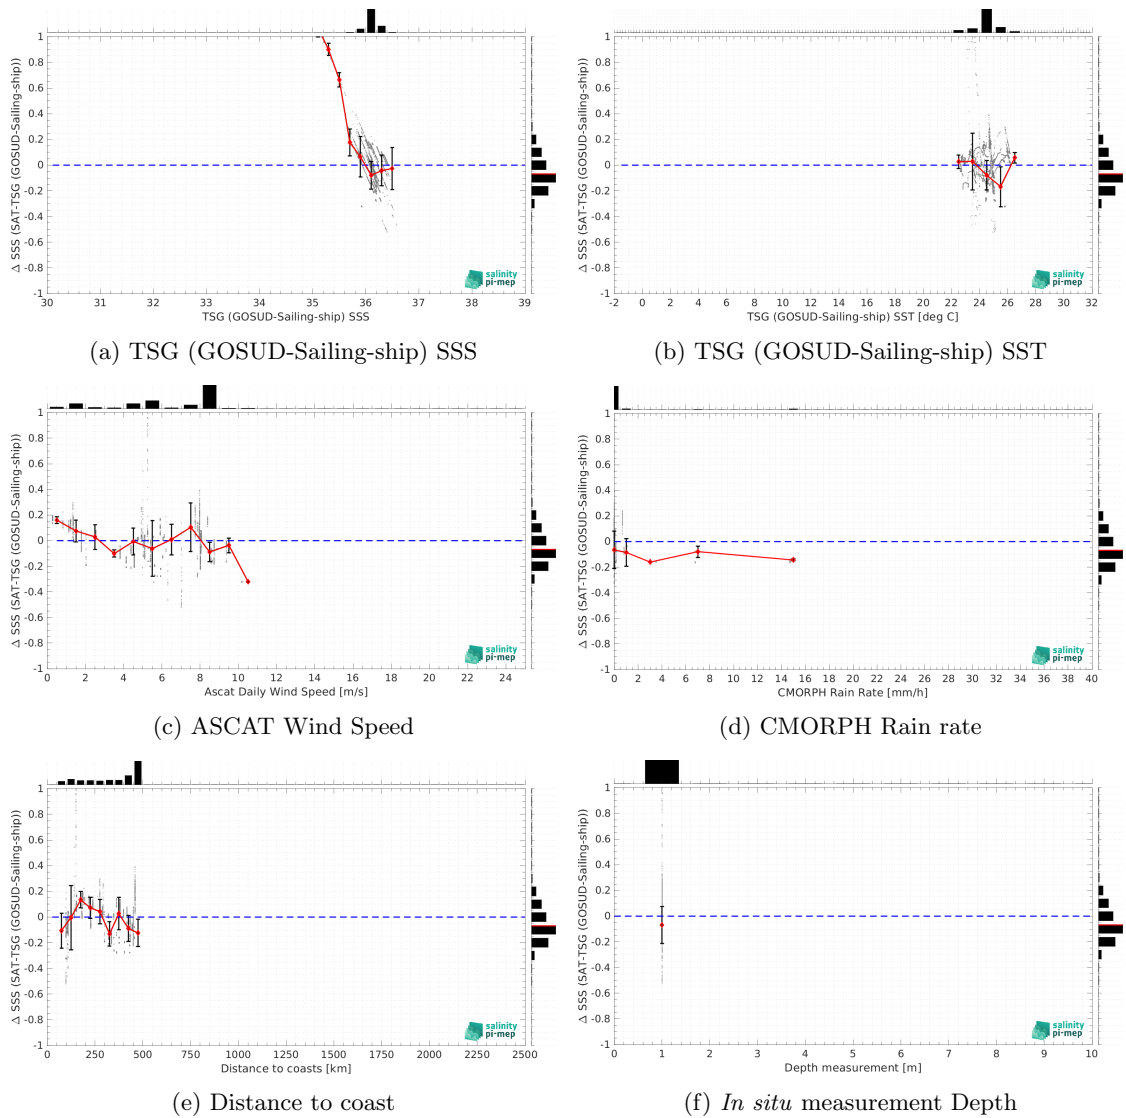 1
0.8
0.6
0.4
0.2
0
-0.2
-0.4
-0.6
-0.8
-1
Δ SSS (SAT-TSG (GOSUD-Sailing-ship))
30 31 32 33 34 35 36 37 38 39
TSG (GOSUD-Sailing-ship) SSS
salinity
pi-mep
(a) TSG (GOSUD-Sailing-ship) SSS
1
0.8
0.6
0.4
0.2
0
-0.2
-0.4
-0.6
-0.8
-1
Δ SSS (SAT-TSG (GOSUD-Sailing-ship))
-2 0 2 4 6 8 10 12 14 16 18 20 22 24 26 28 30 32
TSG (GOSUD-Sailing-ship) SST [deg C]
salinity
pi-mep
(b) TSG (GOSUD-Sailing-ship) SST
1
0.8
0.6
0.4
0.2
0
-0.2
-0.4
-0.6
-0.8
-1
Δ SSS (SAT-TSG (GOSUD-Sailing-ship))
0 2 4 6 8 10 12 14 16 18 20 22 24
Ascat Daily Wind Speed [m/s]
salinity
pi-mep
(c) ASCAT Wind Speed
1
0.8
0.6
0.4
0.2
0
-0.2
-0.4
-0.6
-0.8
-1
Δ SSS (SAT-TSG (GOSUD-Sailing-ship))
0 1 2 3 4 5 6 7 8 9 12 14 16 18 20 22 24 26 28 30 32 34 36 38 40
CMORPH Rain Rate [mm/h]
salinity
pi-mep
(d) CMORPH Rain rate
1
0.8
0.6
0.4
0.2
0
-0.2
-0.4
-0.6
-0.8
-1
Δ SSS (SAT-TSG (GOSUD-Sailing-ship))
0 250 500 750 1000 1250 1500 1750 2000 2250 2500
Distance to coasts [km]
salinity
pi-mep
(e) Distance to coast
1
0.8
0.6
0.4
0.2
0
-0.2
-0.4
-0.6
-0.8
-1
Δ SSS (SAT-TSG (GOSUD-Sailing-ship))
0 1 2 3 4 5 6 7 8 9 10
Depth measurement [m]
salinity
pi-mep
(f) In situ measurement Depth